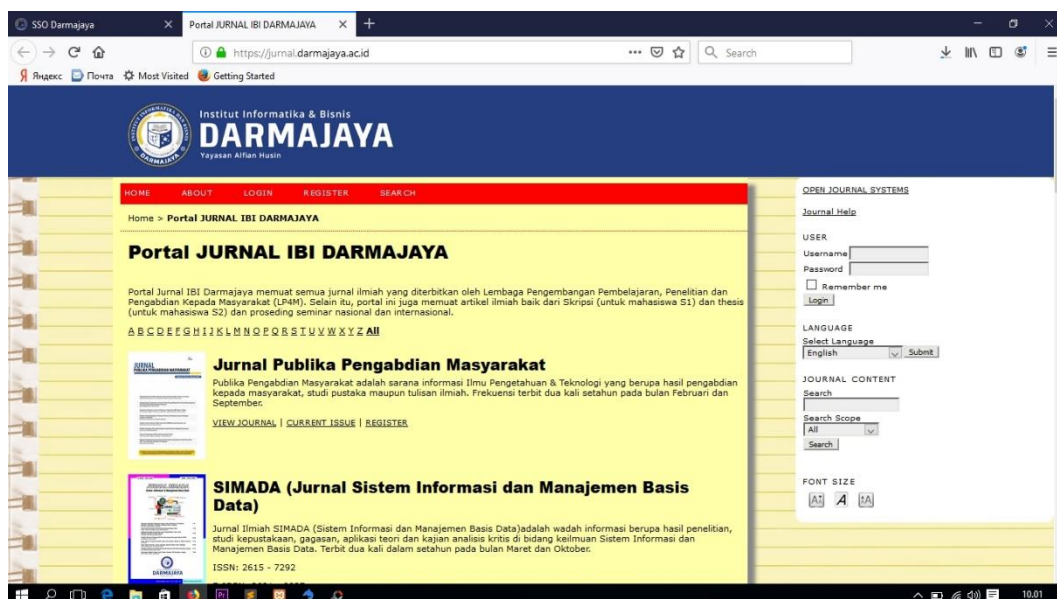 SSO Darmajaya
Portal JURNAL IBI DARMAJAYA
https://jurnal.darmajaya.ac.id
Search
Яндекс Почта Most Visited Getting Started
Institut Informatika & Bisnis
DARMAJAYA
Yayasan Alfian Husin
HOME ABOUT LOGIN REGISTER SEARCH
Home > Portal JURNAL IBI DARMAJAYA
Portal JURNAL IBI DARMAJAYA
Portal Jurnal IBI Darmajaya memuat semua jurnal ilmiah yang diterbitkan oleh Lembaga Pengembangan Pembelajaran, Penelitian dan
Pengabdian Kepada Masyarakat (LP4M). Selain itu, portal ini juga memuat artikel ilmiah baik dari Skripsi (untuk mahasiswa S1) dan thesis
(untuk mahasiswa S2) dan proseding seminar nasional dan internasional.
A B C D E F G H I J K L M N O P Q R S T U V W X Y Z All
Jurnal Publika Pengabdian Masyarakat
Publika Pengabdian Masyarakat adalah sarana informasi Ilmu Pengetahuan & Teknologi yang berupa hasil pengabdian
kepada masyarakat, studi pustaka maupun tulisan ilmiah. Frekuensi terbit dua kali setahun pada bulan Februari dan
September.
VIEW JOURNAL | CURRENT ISSUE | REGISTER
SIMADA (Jurnal Sistem Informasi dan Manajemen Basis
Data)
Jurnal Ilmiah SIMADA (Sistem Informasi dan Manajemen Basis Data)adalah wadah informasi berupa hasil penelitian,
studi kepustakaan, gagasan, aplikasi teori dan kajian analisis kritis di bidang keilmuan Sistem Informasi dan
Manajemen Basis Data. Terbit dua kali dalam setahun pada bulan Maret dan Oktober.
ISSN: 2615 - 7292
OPEN JOURNAL SYSTEMS
Journal Help
USER
Username
Password
Remember me
Login
LANGUAGE
Select Language
English
Submit
JOURNAL CONTENT
Search
Search Scope
All
Search
FONT SIZE
10.01